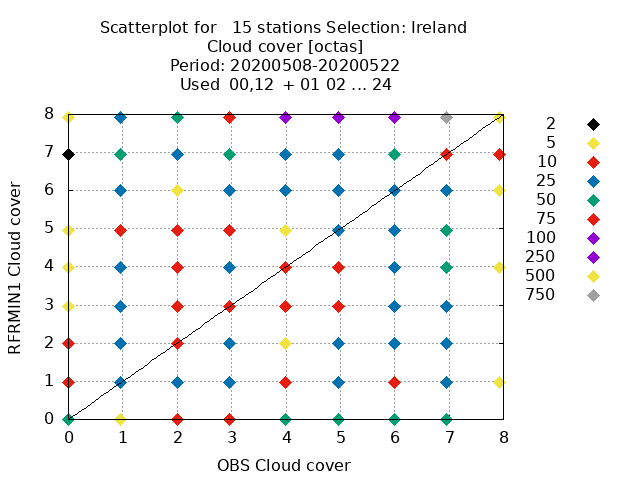 Scatterplot for   15 stations Selection: Ireland
Cloud cover [octas]
Period: 20200508-20200522
Used  00,12  + 01 02 ... 24
RFRMIN1 Cloud cover
8
7
6
5
4
3
2
1
0
0 1 2 3 4 5 6 7 8
OBS Cloud cover
2
5
10
25
50
75
100
250
500
750